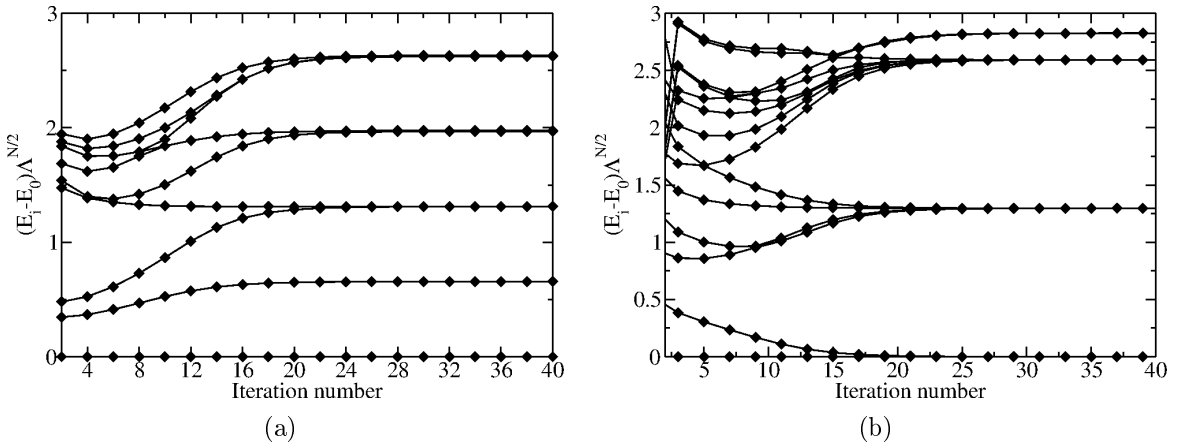 3
2
1
0
(E_i-E_0)Λ^{N/2}
4 8 12 16 20 24 28 32 36 40
Iteration number
(a)
3
2.5
2
1.5
1
0.5
0
(E_i-E_0)Λ^{N/2}
5 10 15 20 25 30 35 40
Iteration number
(b)